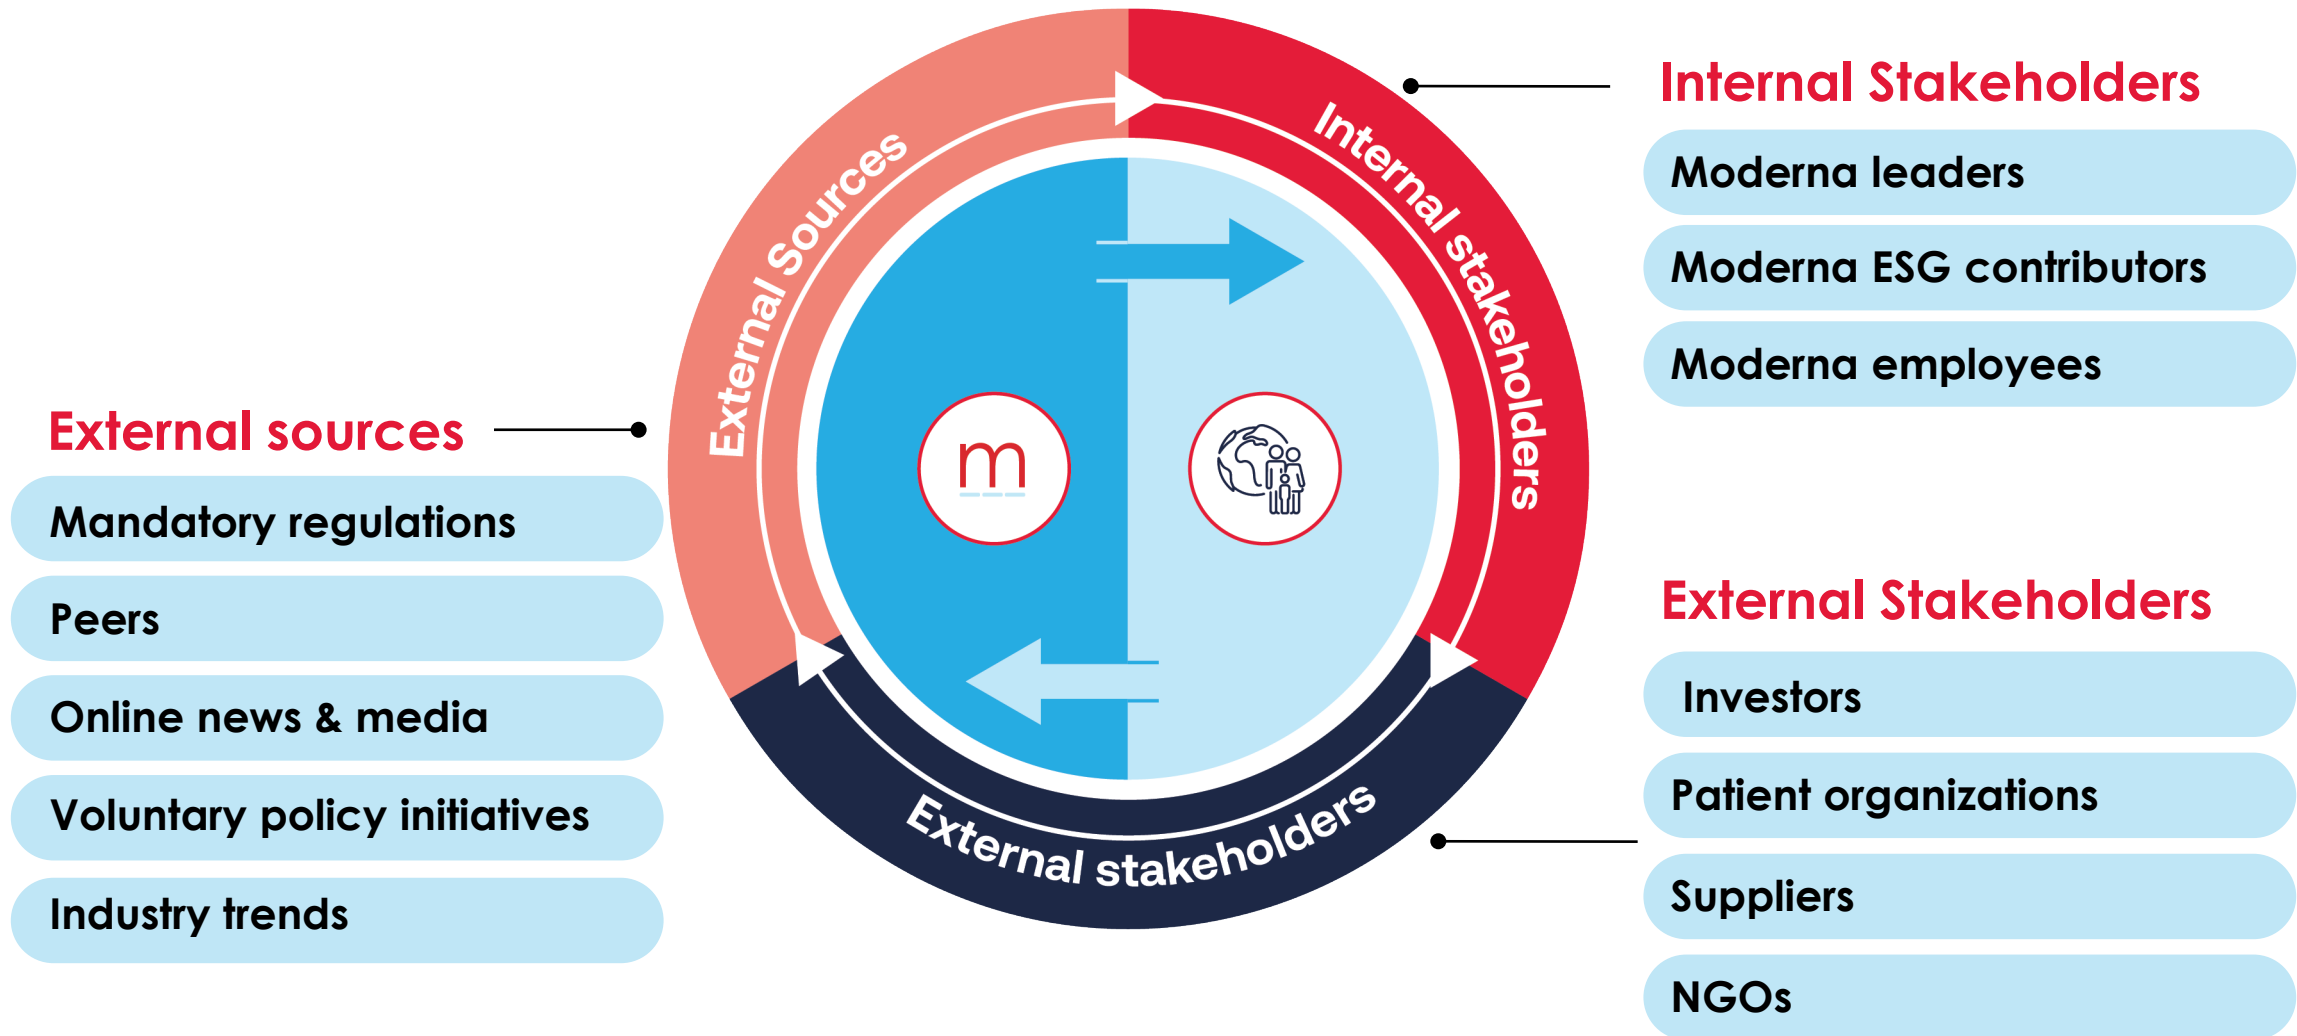 External Sources
Internal stakeholders
External stakeholders
m
External sources
Mandatory regulations
Peers
Online news & media
Voluntary policy initiatives
Industry trends
Internal Stakeholders
Moderna leaders
Moderna ESG contributors
Moderna employees
External Stakeholders
Investors
Patient organizations
Suppliers
NGOs